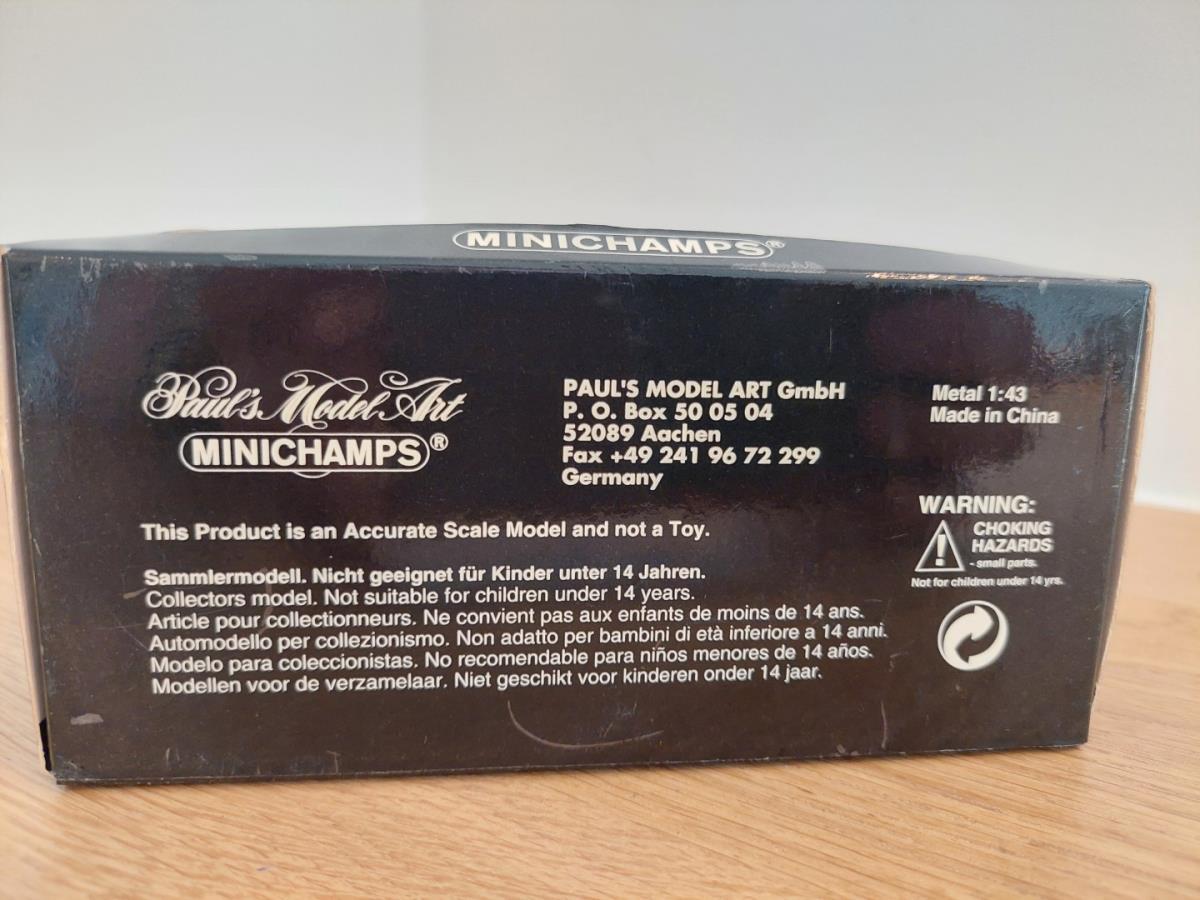 MINICHAMPS®
Paul's Model Art
MINICHAMPS®
PAUL'S MODEL ART GmbH
P. O. Box 50 05 04
52089 Aachen
Fax +49 241 96 72 299
Germany
Metal 1:43
Made in China
This Product is an Accurate Scale Model and not a Toy.
Sammlermodell. Nicht geeignet für Kinder unter 14 Jahren.
Collectors model. Not suitable for children under 14 years.
Article pour collectionneurs. Ne convient pas aux enfants de moins de 14 ans.
Automodello per collezionismo. Non adatto per bambini di età inferiore a 14 anni.
Modelo para coleccionistas. No recomendable para niños menores de 14 años.
Modellen voor de verzamelaar. Niet geschikt voor kinderen onder 14 jaar.
WARNING:
! CHOKING
HAZARDS
- small parts.
Not for children under 14 yrs.